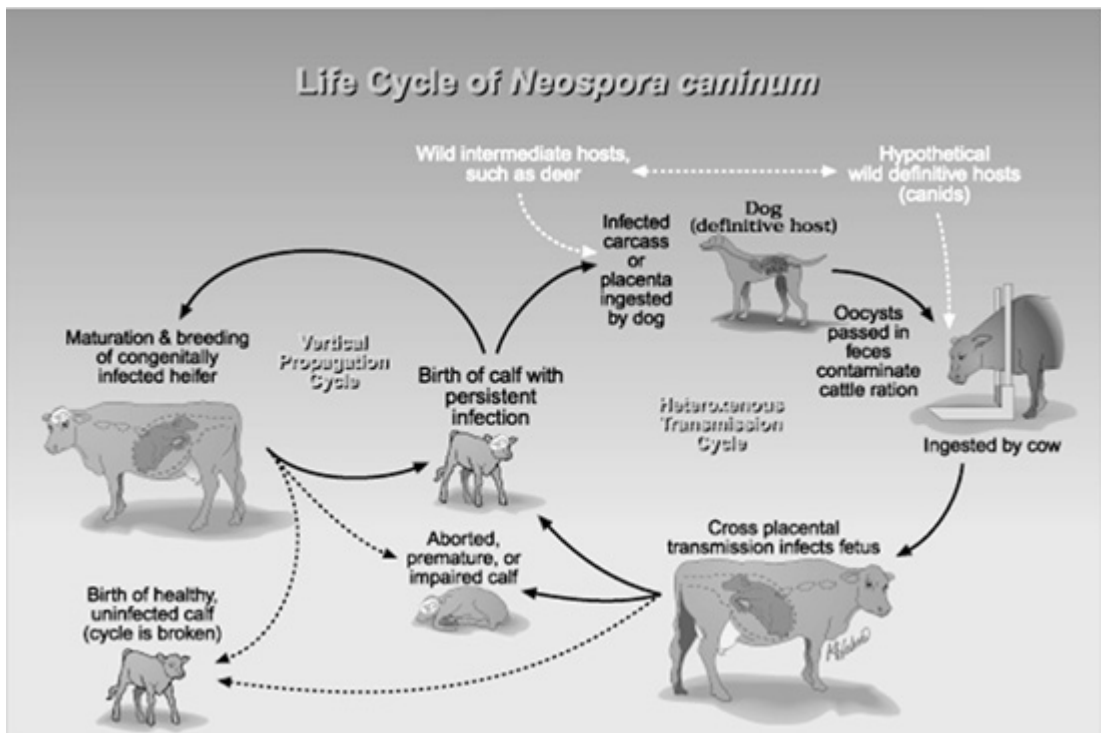 Life Cycle of Neospora caninum
Wild intermediate hosts,
such as deer
Hypothetical
wild definitive hosts
(canids)
Dog
(definitive host)
Infected
carcass
or
placenta
ingested
by dog
Oocysts
passed in
feces
contaminate
cattle ration
Maturation & breeding
of congenitally
infected heifer
Vertical
Propagation
Cycle
Birth of calf with
persistent
infection
Heteroxenous
Transmission
Cycle
Ingested by cow
Cross placental
transmission infects fetus
Aborted,
premature, or
impaired calf
Birth of healthy,
uninfected calf
(cycle is broken)